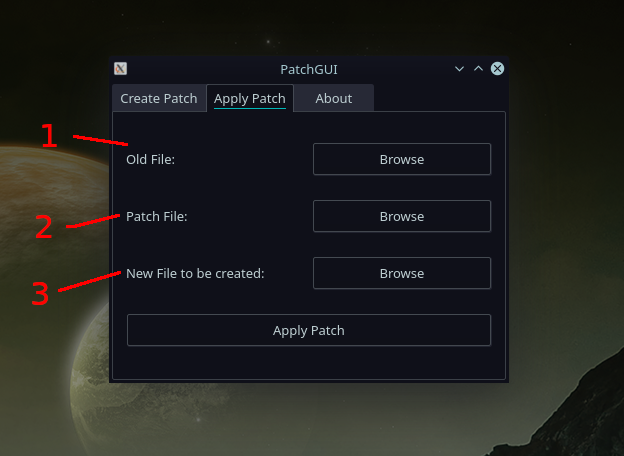 PatchGUI
Create Patch Apply Patch About
1
Old File: Browse
2 Patch File: Browse
3 New File to be created: Browse
Apply Patch